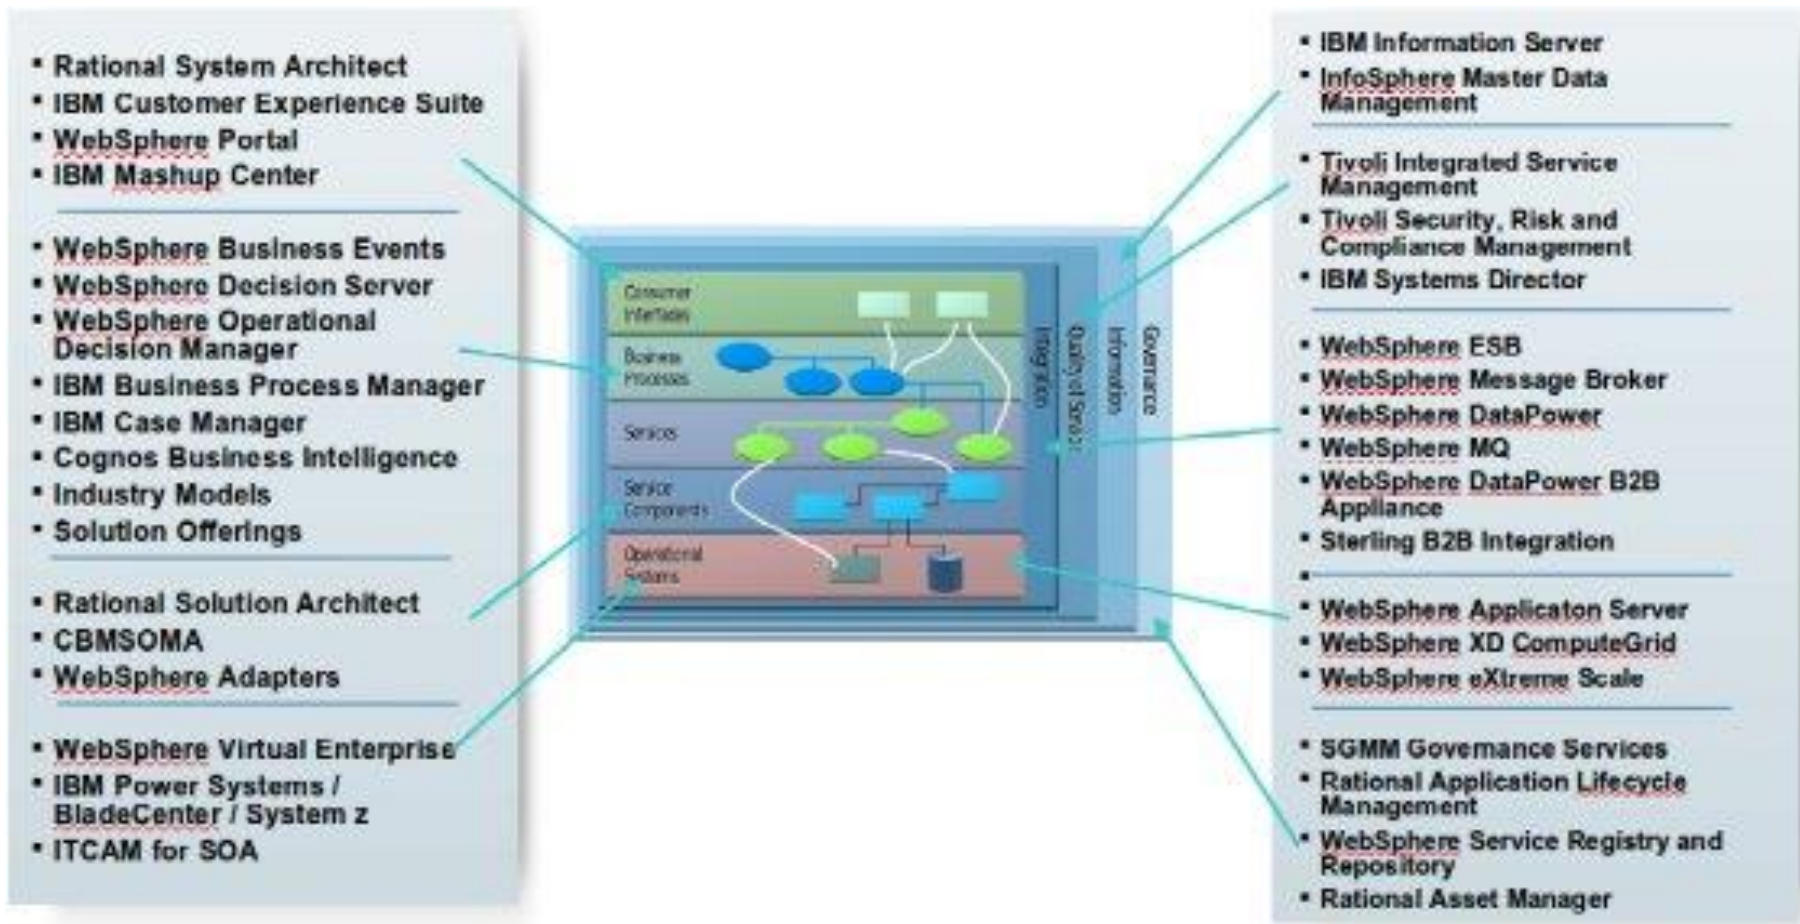 ▪ Rational System Architect
▪ IBM Customer Experience Suite
▪ WebSphere Portal
▪ IBM Mashup Center
▪ WebSphere Business Events
▪ WebSphere Decision Server
▪ WebSphere Operational
Decision Manager
▪ IBM Business Process Manager
▪ IBM Case Manager
▪ Cognos Business Intelligence
▪ Industry Models
▪ Solution Offerings
▪ Rational Solution Architect
▪ CBMSOMA
▪ WebSphere Adapters
▪ WebSphere Virtual Enterprise
▪ IBM Power Systems /
BladeCenter / System z
▪ ITCAM for SOA
Consumer
Interfaces
Business
Processes
Services
Service
Components
Operational
Systems
Integration
Quality of Service
Information
Governance
▪ IBM Information Server
▪ InfoSphere Master Data
Management
▪ Tivoli Integrated Service
Management
▪ Tivoli Security, Risk and
Compliance Management
▪ IBM Systems Director
▪ WebSphere ESB
▪ WebSphere Message Broker
▪ WebSphere DataPower
▪ WebSphere MQ
▪ WebSphere DataPower B2B
Appliance
▪ Sterling B2B Integration
▪
▪ WebSphere Applicaton Server
▪ WebSphere XD ComputeGrid
▪ WebSphere eXtreme Scale
▪ SGMM Governance Services
▪ Rational Application Lifecycle
Management
▪ WebSphere Service Registry and
Repository
▪ Rational Asset Manager